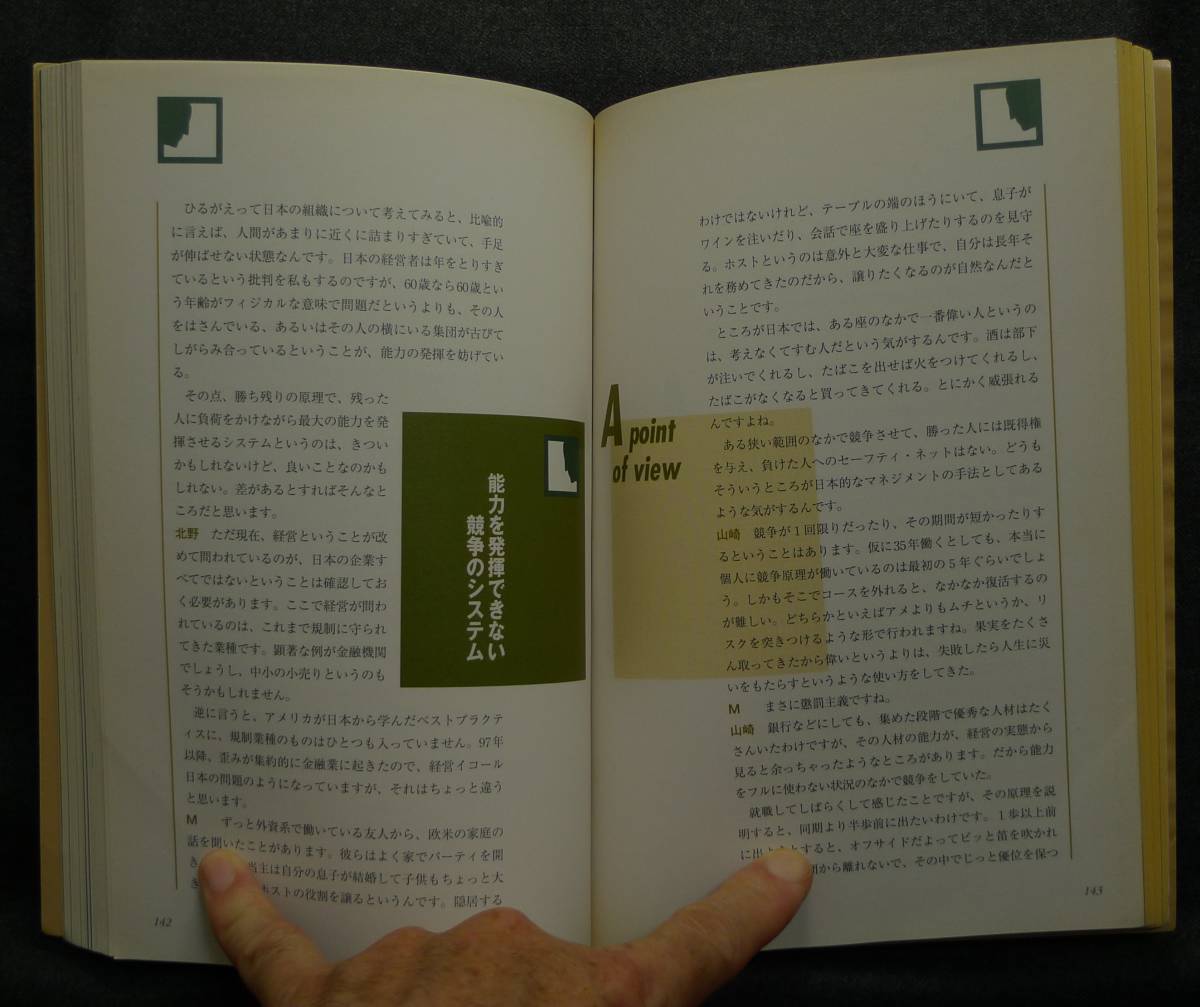 ひるがえって日本の組織について考えてみると、比喩的
に言えば、人間があまりに近くに詰まりすぎていて、手足
が伸ばせない状態なんです。日本の経営者は年をとりすぎ
ているという批判を私もするのですが、60歳なら60歳とい
う年齢がフィジカルな意味で問題だというよりも、その人
をはさんでいる、あるいはその人の横にいる集団が古びて
しがらみ合っているということが、能力の発揮を妨げてい
る。
その点、勝ち残りの原理で、残った
人に負荷をかけながら最大の能力を発
揮させるシステムというのは、きつい
かもしれないけど、良いことなのかも
しれない。差があるとすればそんなと
ころだと思います。
北野 ただ現在、経営ということが改
めて問われているのが、日本の企業す
べてではないということは確認してお
く必要があります。ここで経営が問わ
れているのは、これまで規制に守られ
てきた業種です。顕著な例が金融機関
でしょうし、中小の小売りというのも
そうかもしれません。
逆に言うと、アメリカが日本から学んだベストプラクテ
ィスに、規制業種のものはひとつも入っていません。97年
以降、歪みが集約的に金融業に起きたので、経営イコール
日本の問題のようになっていますが、それはちょっと違う
と思います。
M ずっと外資系で働いている友人から、欧米の家庭の
話を聞いたことがあります。彼らはよく家でパーティを開
き 当主は自分の息子が結婚して子供もちょっと大
き ホストの役割を譲るというんです。隠居する
142
能力を発揮できない
競争のシステム
A point
of view
わけではないけれど、テーブルの端のほうにいて、息子が
ワインを注いだり、会話で座を盛り上げたりするのを見守
る。ホストというのは意外と大変な仕事で、自分は長年そ
れを務めてきたのだから、譲りたくなるのが自然なんだと
いうことです。
ところが日本では、ある座のなかで一番偉い人というの
は、考えなくてすむ人だという気がするんです。酒は部下
が注いでくれるし、たばこを出せば火をつけてくれるし、
たばこがなくなると買ってきてくれる。とにかく威張れる
んですよね。
ある狭い範囲のなかで競争させて、勝った人には既得権
を与え、負けた人へのセーフティ・ネットはない。どうも
そういうところが日本的なマネジメントの手法としてある
ような気がするんです。
山崎 競争が1回限りだったり、その期間が短かったりす
るということはあります。仮に35年働くとしても、本当に
個人に競争原理が働いているのは最初の5年ぐらいでしょ
う。しかもそこでコースを外れると、なかなか復活するの
が難しい。どちらかといえばアメよりもムチというか、リ
スクを突きつけるような形で行われますね。果実をたくさ
ん取ってきたから偉いというよりは、失敗したら人生に災
いをもたらすというような使い方をしてきた。
M まさに懲罰主義ですね。
山崎 銀行などにしても、集めた段階で優秀な人材はたく
さんいたわけですが、その人材の能力が、経営の実態から
見ると余っちゃったようなところがあります。だから能力
をフルに使わない状況のなかで競争をしていた。
就職してしばらくして感じたことですが、その原理を説
明すると、同期より半歩前に出たいわけです。1歩以上前
に出ようとすると、オフサイドだよってピッと笛を吹かれ
から離れないで、その中でじっと優位を保つ
143